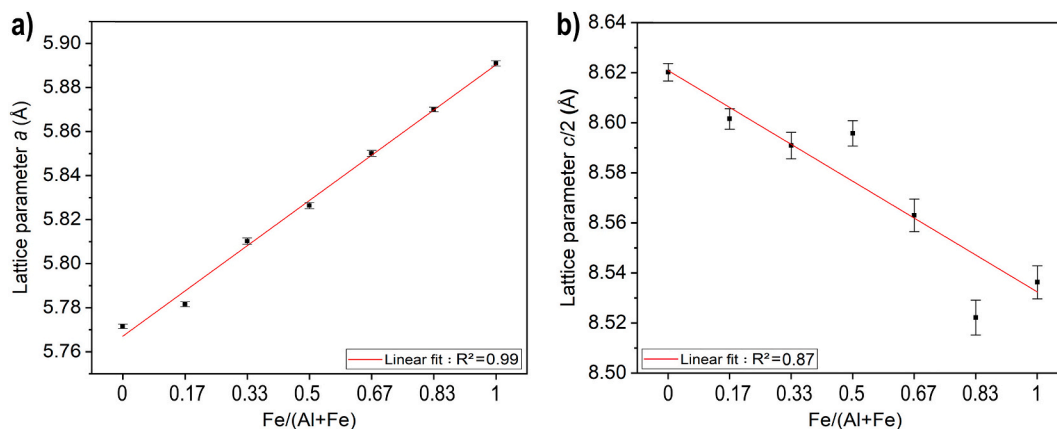 a)
Lattice parameter a (Å)
5.90
5.88
5.86
5.84
5.82
5.80
5.78
5.76
0 0.17 0.33 0.5 0.67 0.83 1
Fe/(Al+Fe)
Linear fit : R²=0.99
b)
Lattice parameter c/2 (Å)
8.64
8.62
8.60
8.58
8.56
8.54
8.52
8.50
0 0.17 0.33 0.5 0.67 0.83 1
Fe/(Al+Fe)
Linear fit : R²=0.87